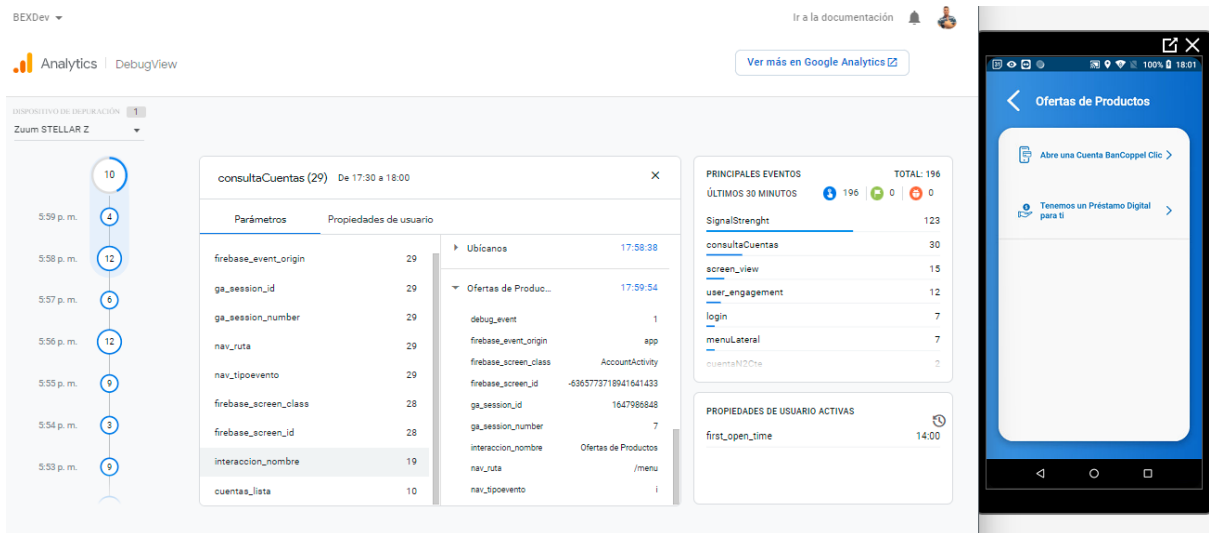 BEXDev
Ir a la documentación
Analytics DebugView
Ver más en Google Analytics
DISPOSITIVO DE DEPURACIÓN 1
Zuum STELLAR Z
10
5:59 p. m. 4
5:58 p. m. 12
5:57 p. m. 6
5:56 p. m. 12
5:55 p. m. 9
5:54 p. m. 3
5:53 p. m. 9
consultaCuentas (29) De 17:30 a 18:00
Parámetros Propiedades de usuario
firebase_event_origin 29
ga_session_id 29
ga_session_number 29
nav_ruta 29
nav_tipoevento 29
firebase_screen_class 28
firebase_screen_id 28
interaccion_nombre 19
cuentas_lista 10
Ubícanos 17:58:38
Ofertas de Produc... 17:59:54
debug_event 1
firebase_event_origin app
firebase_screen_class AccountActivity
firebase_screen_id -6365773718941641433
ga_session_id 1647986848
ga_session_number 7
interaccion_nombre Ofertas de Productos
nav_ruta /menu
nav_tipoevento i
PRINCIPALES EVENTOS TOTAL: 196
ÚLTIMOS 30 MINUTOS 196 0 0
SignalStrenght 123
consultaCuentas 30
screen_view 15
user_engagement 12
login 7
menuLateral 7
cuentaN2Cte 2
PROPIEDADES DE USUARIO ACTIVAS
first_open_time 14:00
100% 18:01
Ofertas de Productos
Abre una Cuenta BanCoppel Clic
Tenemos un Préstamo Digital
para ti